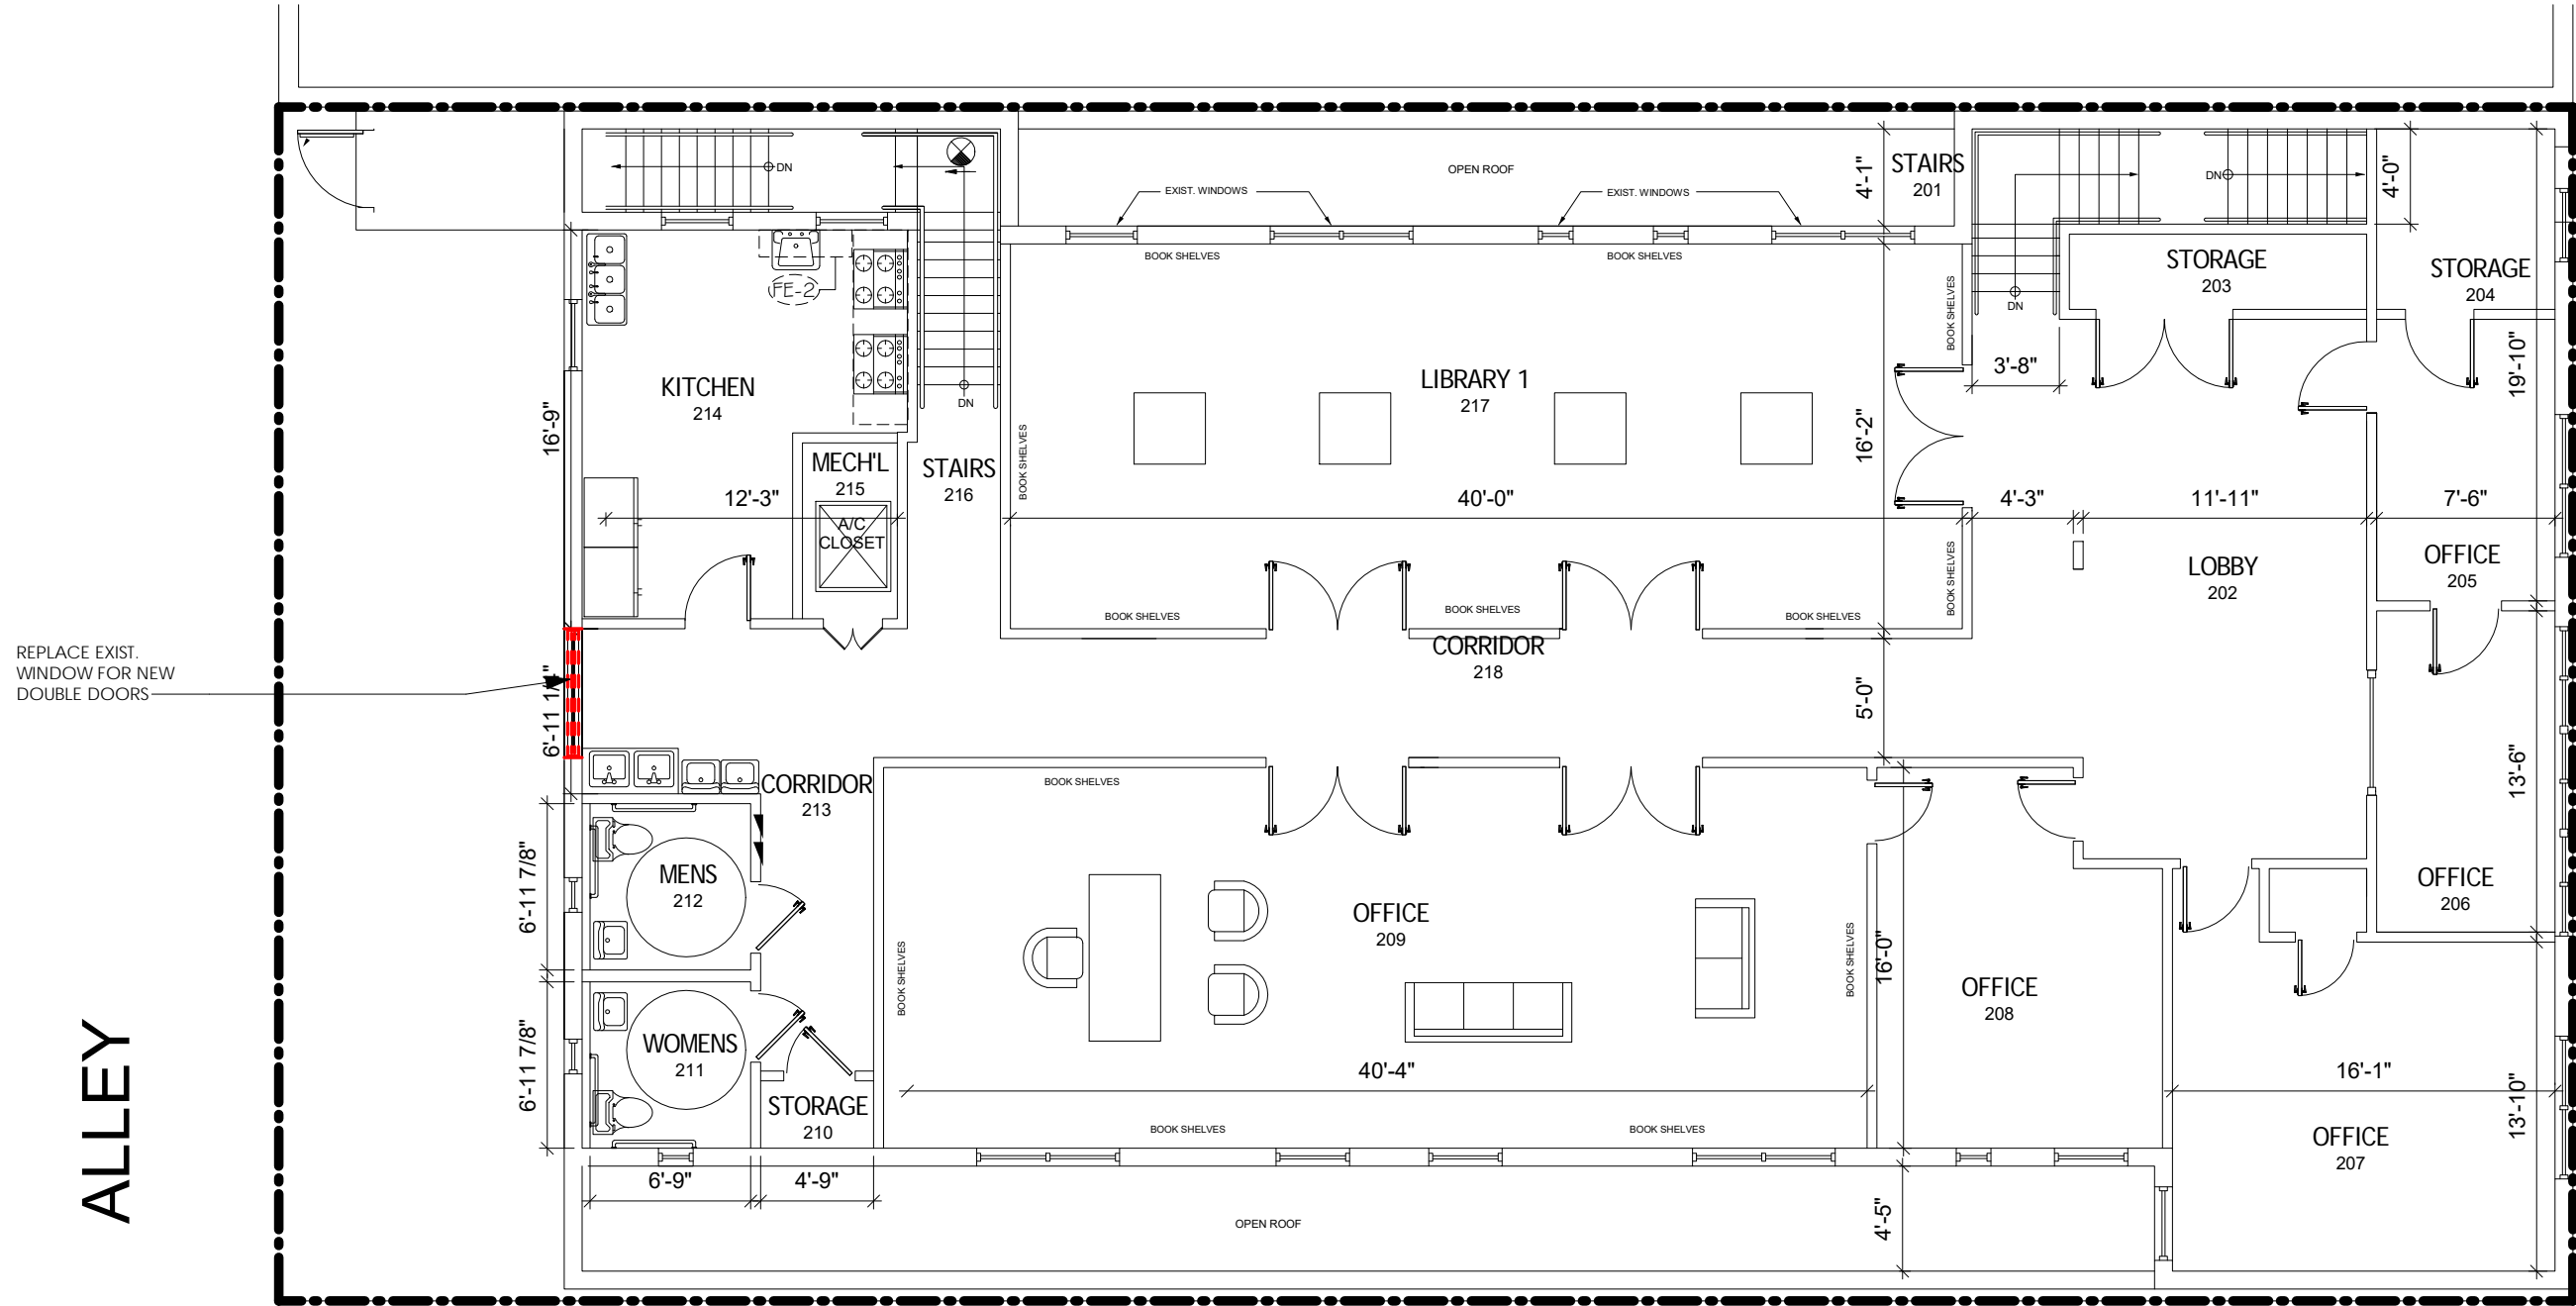 OPEN ROOF
EXIST. WINDOWS
EXIST. WINDOWS
DN
4'-1"
STAIRS
201
DN
4'-0"
BOOK SHELVES
BOOK SHELVES
STORAGE
203
STORAGE
204
FE-2
BOOK SHELVES
DN
KITCHEN
214
DN
LIBRARY 1
217
3'-8"
19'-10"
16'-9"
16'-2"
MECH'L
215
STAIRS
216
BOOK SHELVES
12'-3"
40'-0"
4'-3"
11'-11"
7'-6"
A/C
CLOSET
LOBBY
202
OFFICE
205
BOOK SHELVES
BOOK SHELVES
BOOK SHELVES
BOOK SHELVES
CORRIDOR
218
REPLACE EXIST.
WINDOW FOR NEW
DOUBLE DOORS
6'-11 1/4"
5'-0"
CORRIDOR
213
BOOK SHELVES
13'-6"
6'-11 7/8"
MENS
212
OFFICE
209
OFFICE
206
BOOK SHELVES
BOOK SHELVES
16'-0"
OFFICE
208
ALLEY
6'-11 7/8"
WOMENS
211
40'-4"
16'-1"
STORAGE
210
BOOK SHELVES
BOOK SHELVES
13'-10"
OFFICE
207
6'-9"
4'-9"
OPEN ROOF
4'-5"